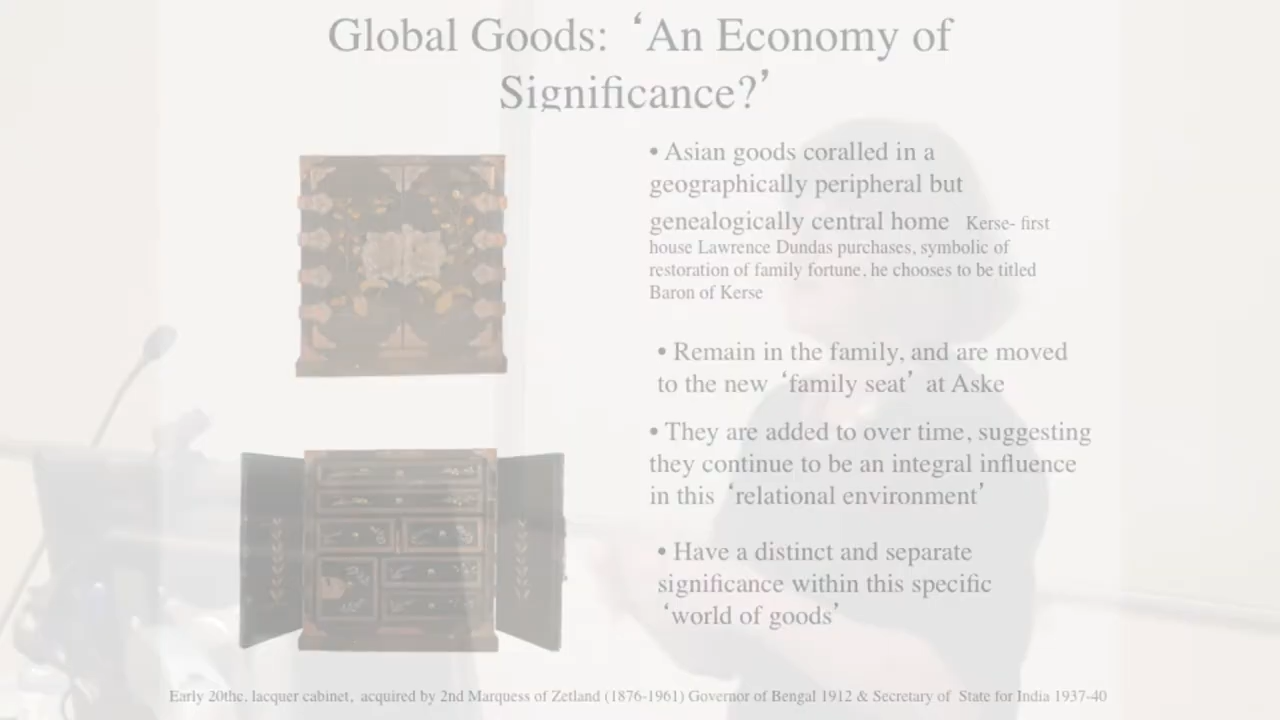 Global Goods: ‘An Economy of
Significance?’
• Asian goods coralled in a
geographically peripheral but
genealogically central home Kerse- first
house Lawrence Dundas purchases, symbolic of
restoration of family fortune, he chooses to be titled
Baron of Kerse
• Remain in the family, and are moved
to the new ‘family seat’ at Aske
• They are added to over time, suggesting
they continue to be an integral influence
in this ‘relational environment’
• Have a distinct and separate
significance within this specific
‘world of goods’
Early 20thc. lacquer cabinet, acquired by 2nd Marquess of Zetland (1876-1961) Governor of Bengal 1912 & Secretary of State for India 1937-40